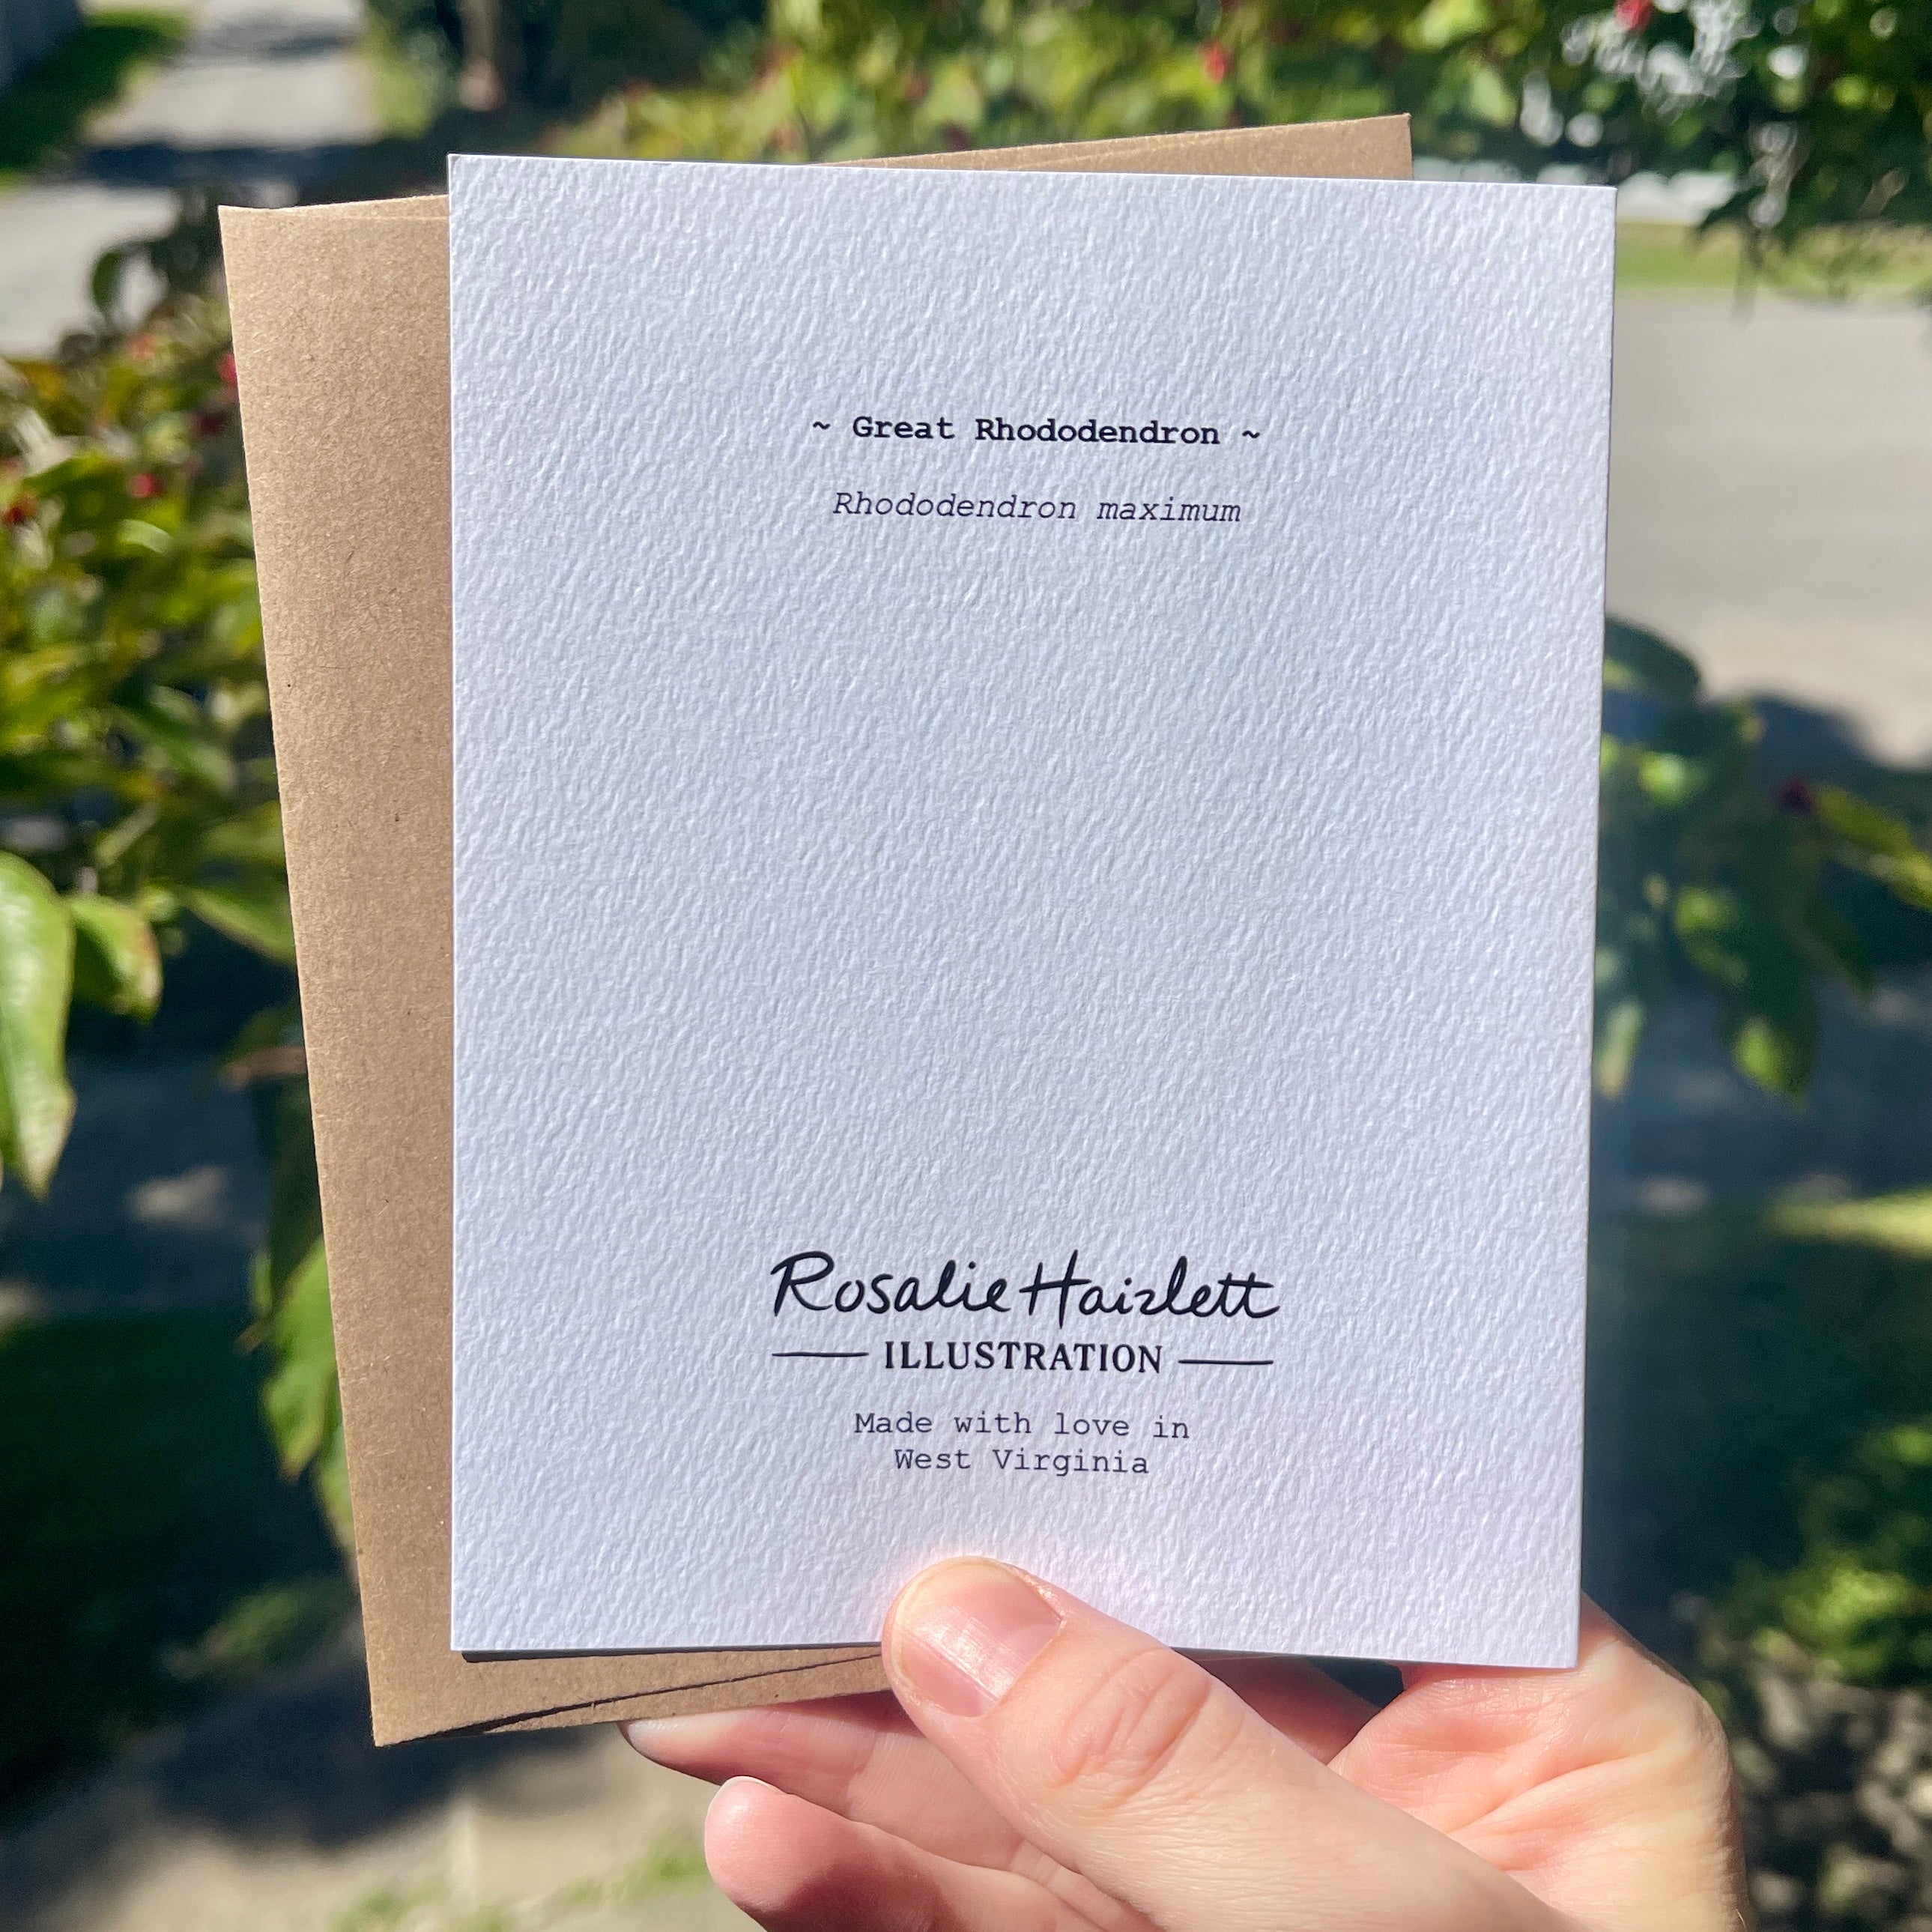 ~ Great Rhododendron ~
Rhododendron maximum
Rosalie Haizlett
ILLUSTRATION
Made with love in
West Virginia